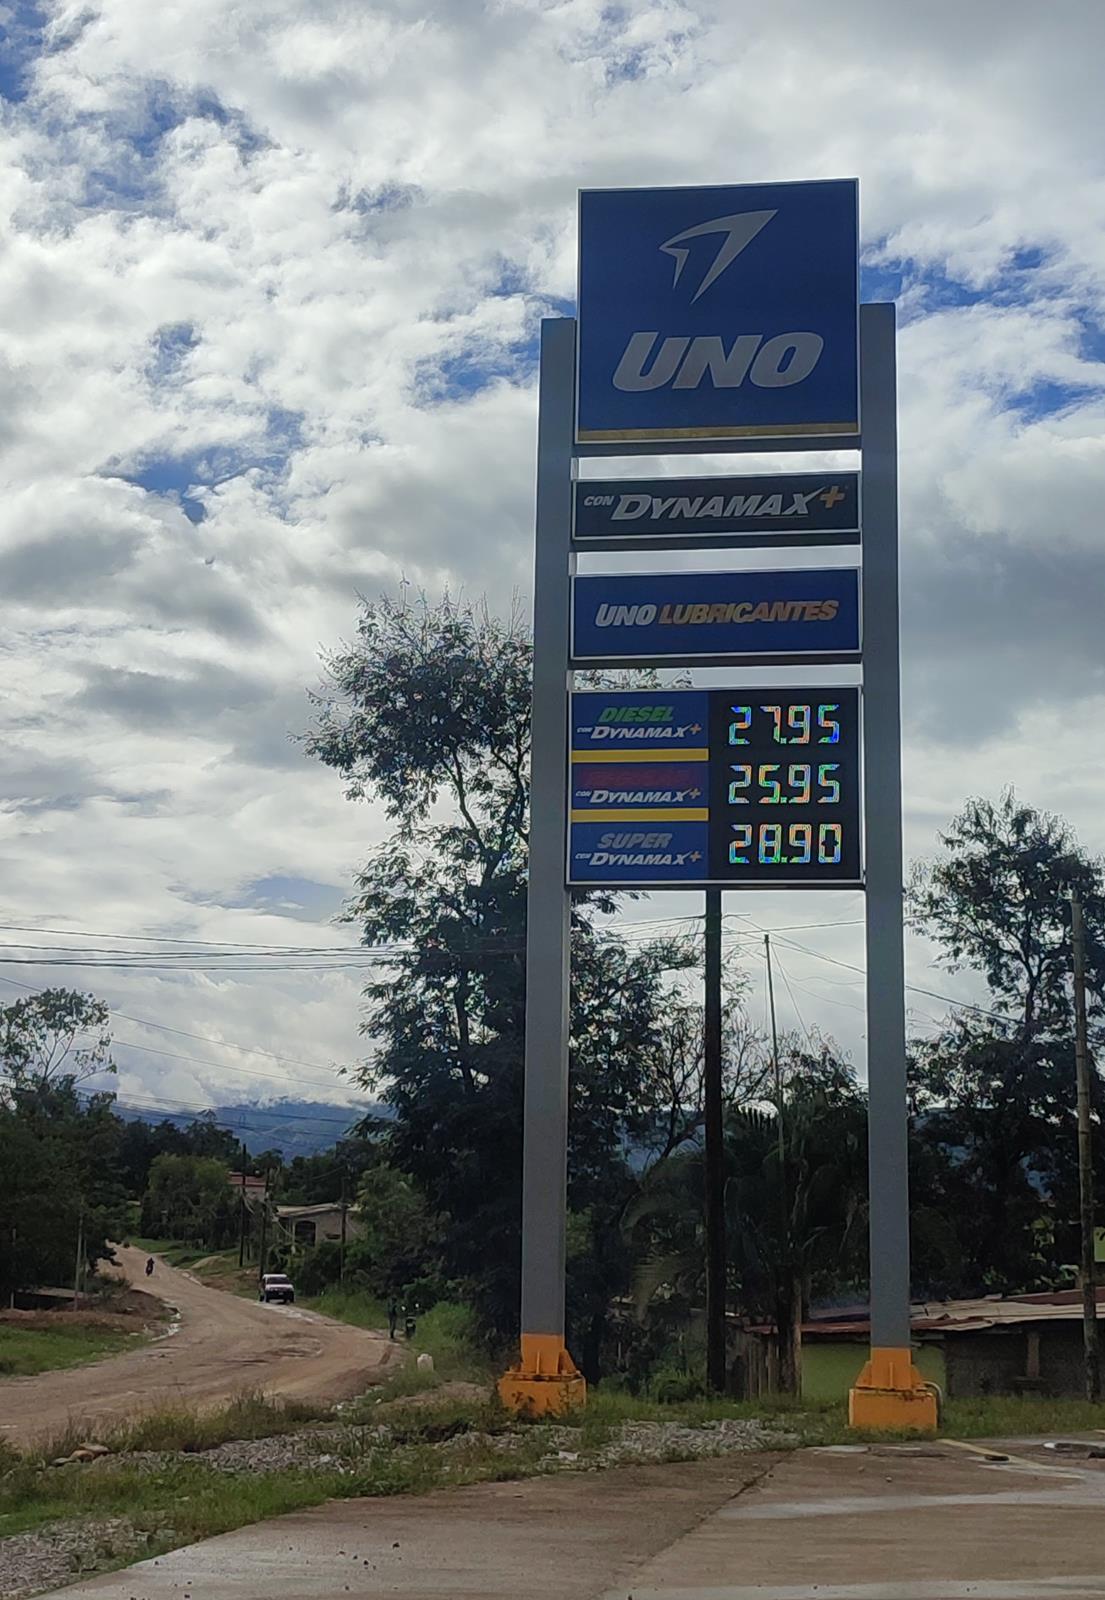 UNO
CON DYNAMAX+
UNO LUBRICANTES
DIESEL
CON DYNAMAX+
27.95
CON DYNAMAX+
25.95
SUPER
CON DYNAMAX+
28.90